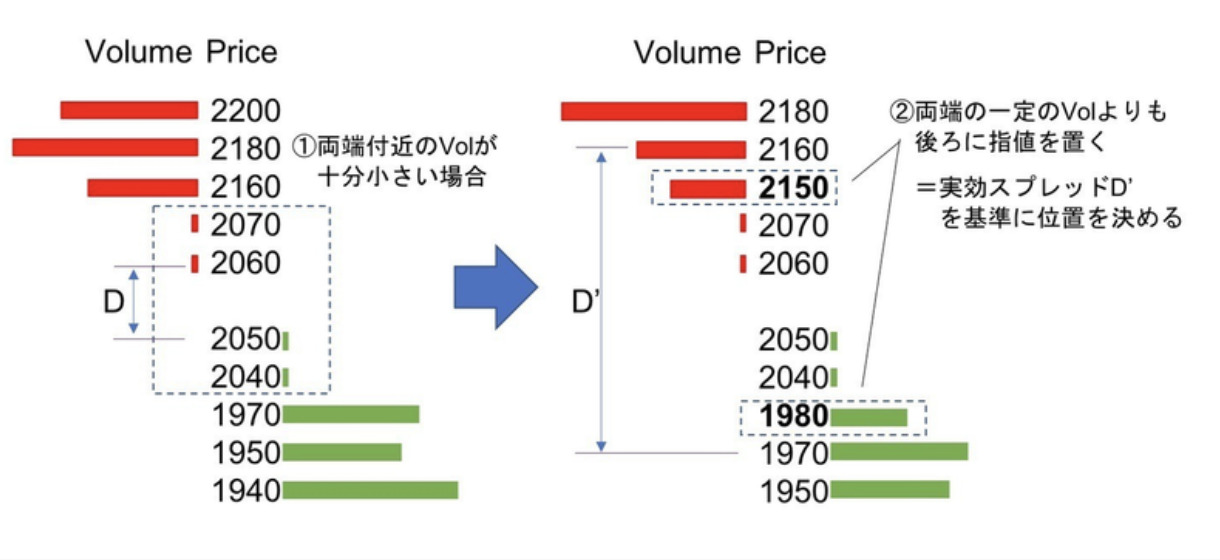 Volume Price
2200
2180
2160
2070
2060
2050
2040
1970
1950
1940
①両端付近のVolが
十分小さい場合
D
Volume Price
2180
2160
2150
2070
2060
2050
2040
1980
1970
1950
D’
②両端の一定のVolよりも
後ろに指値を置く
＝実効スプレッドD’
を基準に位置を決める